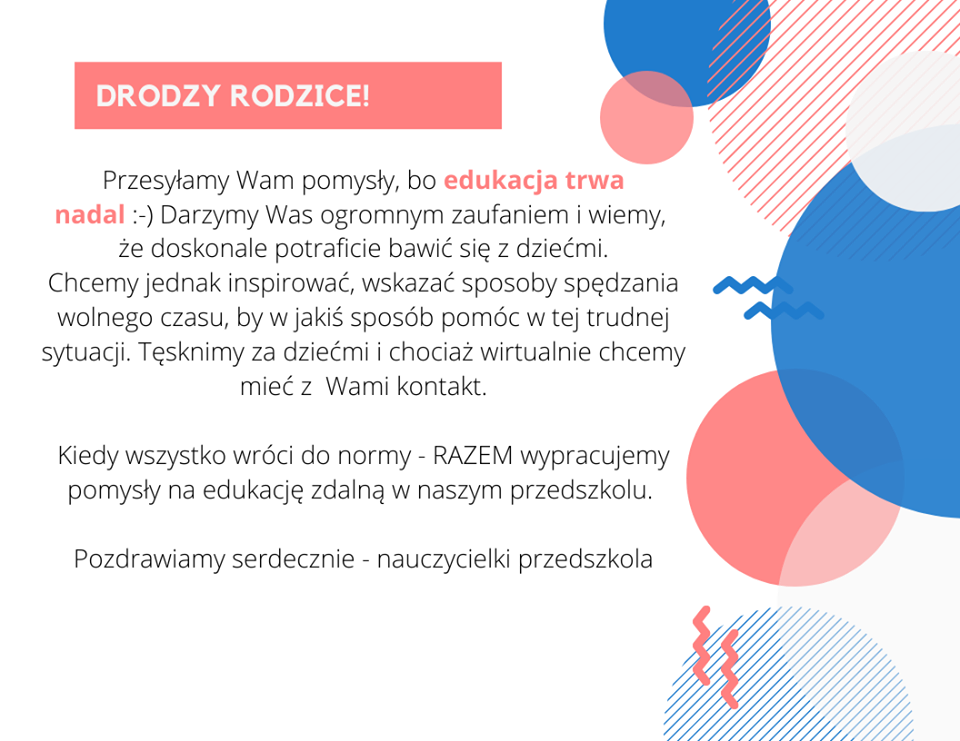 DRODZY RODZICE!
Przesyłamy Wam pomysły, bo edukacja trwa
nadal :-) Darzymy Was ogromnym zaufaniem i wiemy,
że doskonale potraficie bawić się z dziećmi.
Chcemy jednak inspirować, wskazać sposoby spędzania
wolnego czasu, by w jakiś sposób pomóc w tej trudnej
sytuacji. Tęsknimy za dziećmi i chociaż wirtualnie chcemy
mieć z  Wami kontakt.
Kiedy wszystko wróci do normy - RAZEM wypracujemy
pomysły na edukację zdalną w naszym przedszkolu.
Pozdrawiamy serdecznie - nauczycielki przedszkola